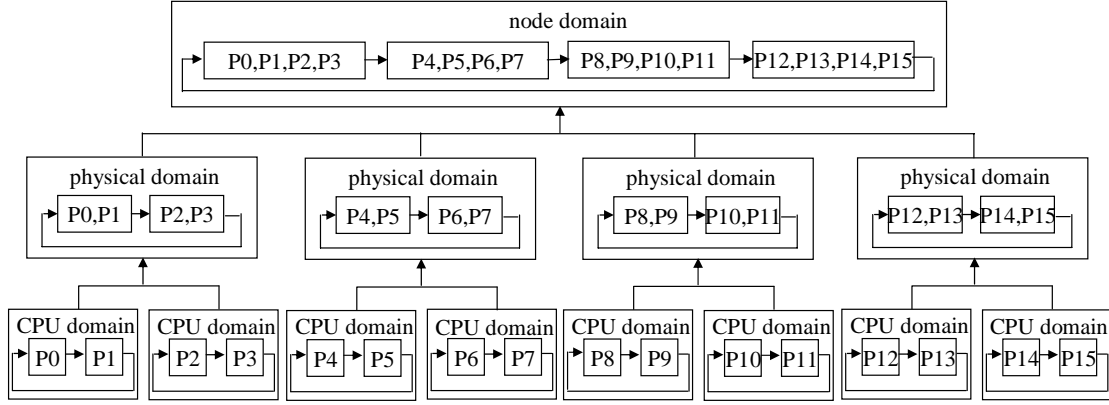 node domain
P0,P1,P2,P3 P4,P5,P6,P7 P8,P9,P10,P11 P12,P13,P14,P15
physical domain physical domain physical domain physical domain
P0,P1 P2,P3 P4,P5 P6,P7 P8,P9 P10,P11 P12,P13 P14,P15
CPU domain CPU domain CPU domain CPU domain CPU domain CPU domain CPU domain CPU domain
P0 P1 P2 P3 P4 P5 P6 P7 P8 P9 P10 P11 P12 P13 P14 P15